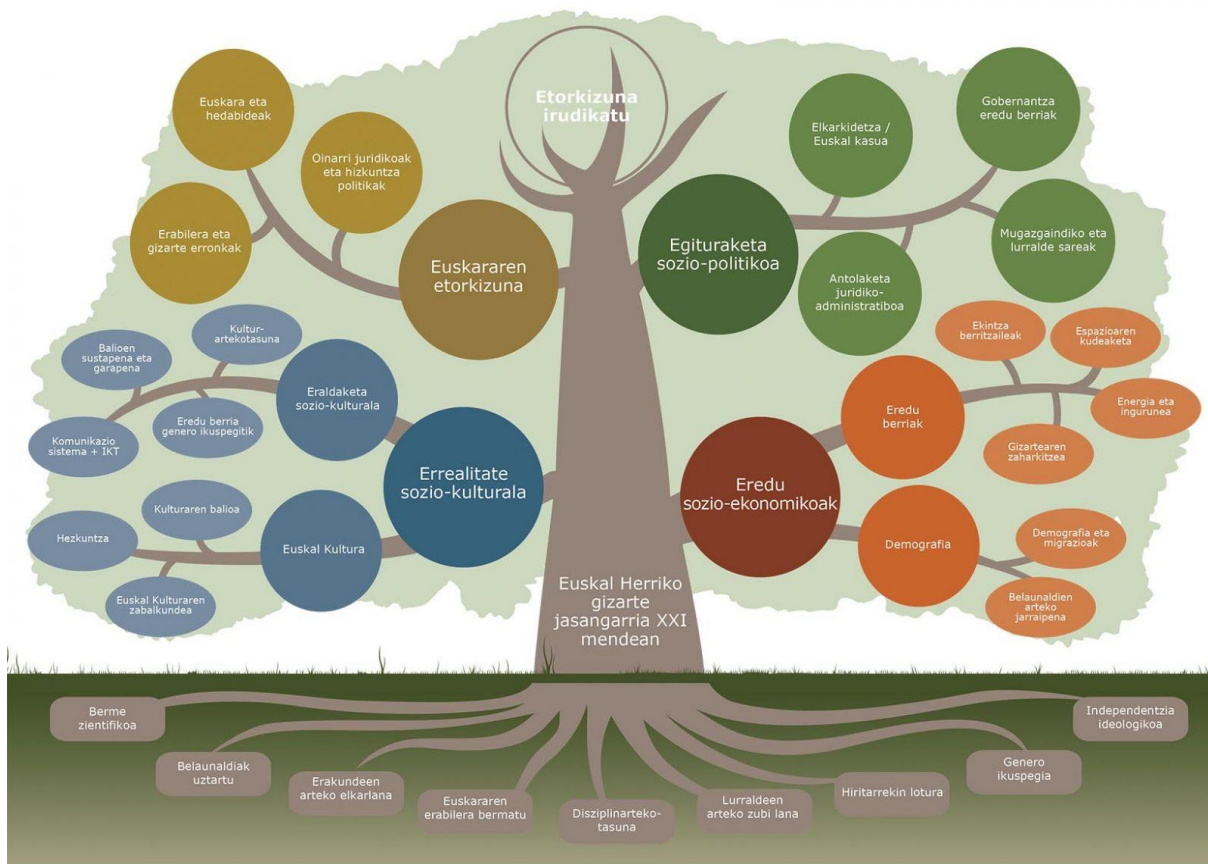 Etorkizuna
irudikatu
Euskara eta
hedabideak
Oinarri juridikoak
eta hizkuntza
politikak
Erabilera eta
gizarte erronkak
Euskararen
etorkizuna
Elkarkidetza /
Euskal kasua
Gobernantza
eredu berriak
Mugazgaindiko eta
lurralde sareak
Egituraketa
sozio-politikoa
Antolaketa
juridiko-
administratiboa
Kultur-
artekotasuna
Balioen
sustapena eta
garapena
Eredu berria
genero ikuspegitik
Komunikazio
sistema + IKT
Eraldaketa
sozio-kulturala
Errealitate
sozio-kulturala
Kulturaren balioa
Hezkuntza
Euskal Kulturaren
zabalkundea
Euskal Kultura
Ekintza
berritzaileak
Espazioaren
kudeaketa
Energia eta
ingurunea
Gizartearen
zaharkitzea
Eredu
berriak
Eredu
sozio-ekonomikoak
Demografia
Demografia eta
migrazioak
Belaunaldien
arteko
jarraipena
Euskal Herriko
gizarte
jasangarria XXI
mendean
Berme
zientifikoa
Belaunaldiak
uztartu
Erakundeen
arteko elkarlana
Euskararen
erabilera bermatu
Disziplinarteko-
tasuna
Lurraldeen
arteko zubi lana
Hiritarrekin lotura
Genero
ikuspegia
Independentzia
ideologikoa